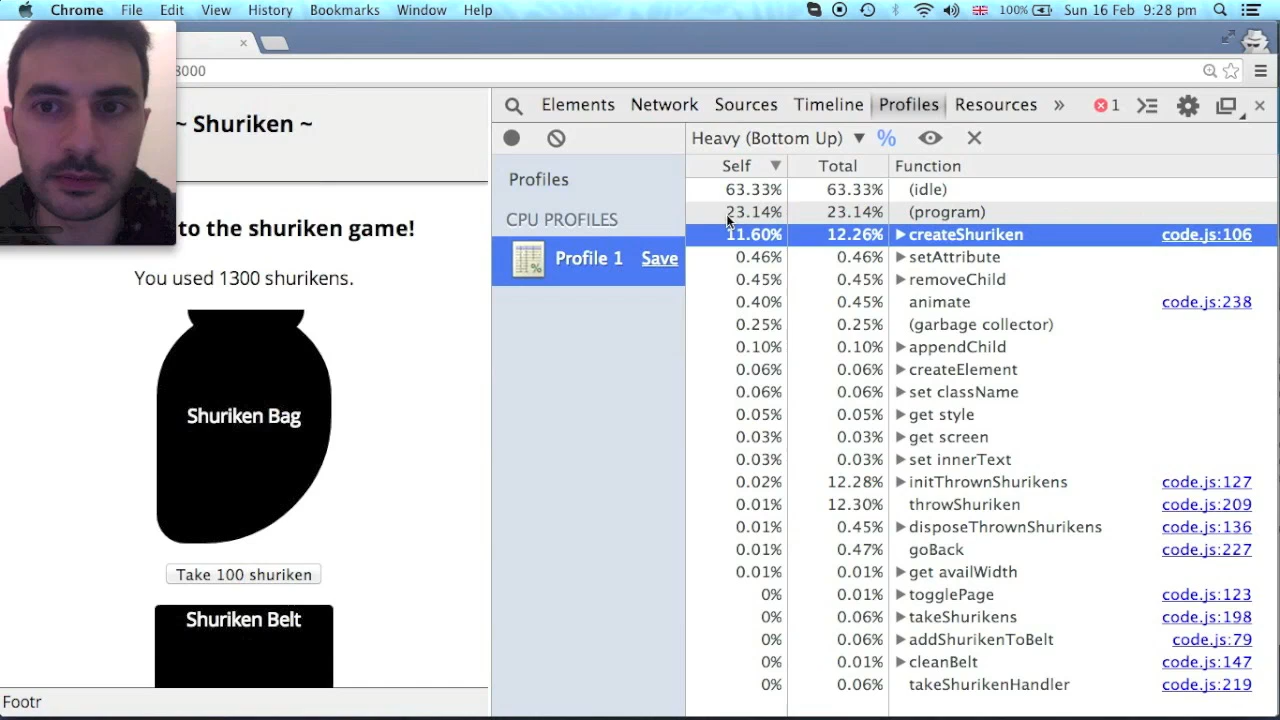 Chrome File Edit View History Bookmarks Window Help 100% Sun 16 Feb 9:28 pm
8000
~ Shuriken ~
to the shuriken game!
You used 1300 shurikens.
Shuriken Bag
Take 100 shuriken
Shuriken Belt
Footr
Elements Network Sources Timeline Profiles Resources » 1
Heavy (Bottom Up) ▼ %
Profiles
CPU PROFILES
Profile 1 Save
Self ▼ Total Function
63.33% 63.33% (idle)
23.14% 23.14% (program)
11.60% 12.26% createShuriken code.js:106
0.46% 0.46% setAttribute
0.45% 0.45% removeChild
0.40% 0.45% animate code.js:238
0.25% 0.25% (garbage collector)
0.10% 0.10% appendChild
0.06% 0.06% createElement
0.06% 0.06% set className
0.05% 0.05% get style
0.03% 0.03% get screen
0.03% 0.03% set innerText
0.02% 12.28% initThrownShurikens code.js:127
0.01% 12.30% throwShuriken code.js:209
0.01% 0.45% disposeThrownShurikens code.js:136
0.01% 0.47% goBack code.js:227
0.01% 0.01% get availWidth
0% 0.01% togglePage code.js:123
0% 0.06% takeShurikens code.js:198
0% 0.06% addShurikenToBelt code.js:79
0% 0.01% cleanBelt code.js:147
0% 0.06% takeShurikenHandler code.js:219